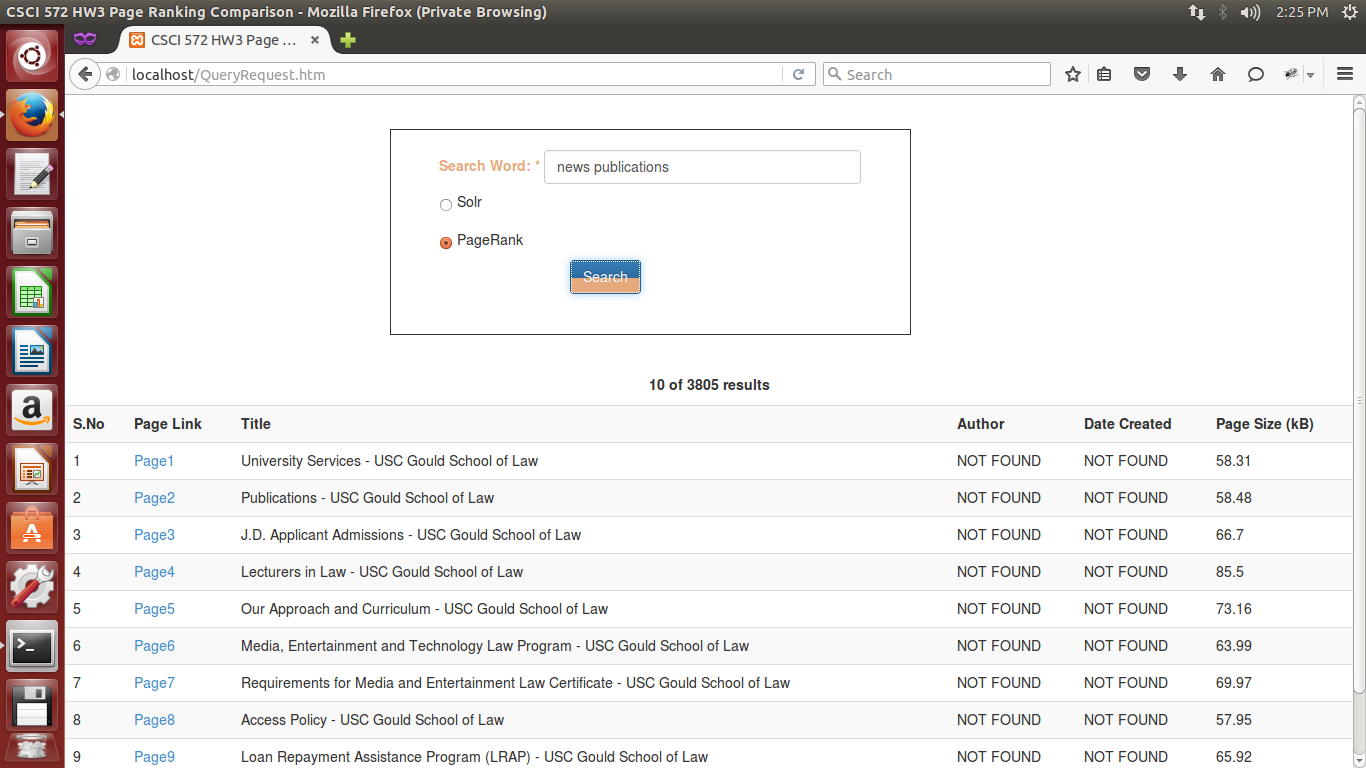 CSCI 572 HW3 Page Ranking Comparison - Mozilla Firefox (Private Browsing)
2:25 PM
CSCI 572 HW3 Page ...
localhost/QueryRequest.htm
Search
Search Word: * news publications
Solr
PageRank
Search
10 of 3805 results
S.No Page Link Title Author Date Created Page Size (kB)
1 Page1 University Services - USC Gould School of Law NOT FOUND NOT FOUND 58.31
2 Page2 Publications - USC Gould School of Law NOT FOUND NOT FOUND 58.48
3 Page3 J.D. Applicant Admissions - USC Gould School of Law NOT FOUND NOT FOUND 66.7
4 Page4 Lecturers in Law - USC Gould School of Law NOT FOUND NOT FOUND 85.5
5 Page5 Our Approach and Curriculum - USC Gould School of Law NOT FOUND NOT FOUND 73.16
6 Page6 Media, Entertainment and Technology Law Program - USC Gould School of Law NOT FOUND NOT FOUND 63.99
7 Page7 Requirements for Media and Entertainment Law Certificate - USC Gould School of Law NOT FOUND NOT FOUND 69.97
8 Page8 Access Policy - USC Gould School of Law NOT FOUND NOT FOUND 57.95
9 Page9 Loan Repayment Assistance Program (LRAP) - USC Gould School of Law NOT FOUND NOT FOUND 65.92